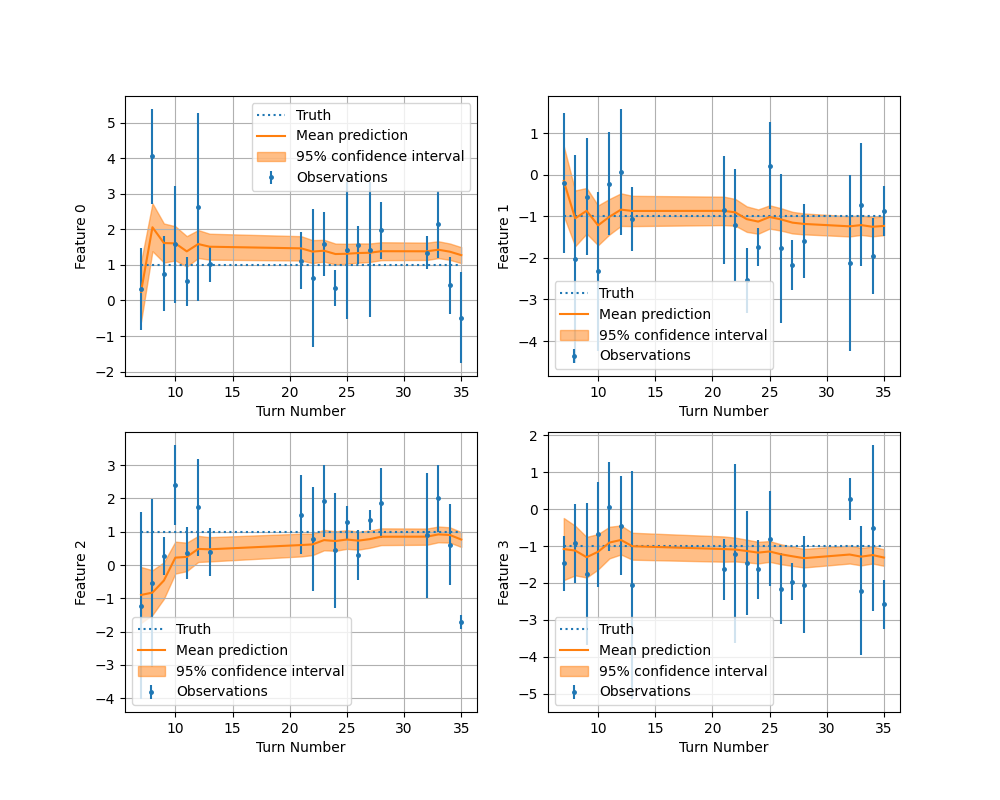 5
4
3
2
1
0
−1
−2
Feature 0
Truth
Mean prediction
95% confidence interval
Observations
10
15
20
25
30
35
Turn Number
1
0
−1
−2
−3
−4
Feature 1
Truth
Mean prediction
95% confidence interval
Observations
10
15
20
25
30
35
Turn Number
3
2
1
0
−1
−2
−3
−4
Feature 2
Truth
Mean prediction
95% confidence interval
Observations
10
15
20
25
30
35
Turn Number
2
1
0
−1
−2
−3
−4
−5
Feature 3
Truth
Mean prediction
95% confidence interval
Observations
10
15
20
25
30
35
Turn Number